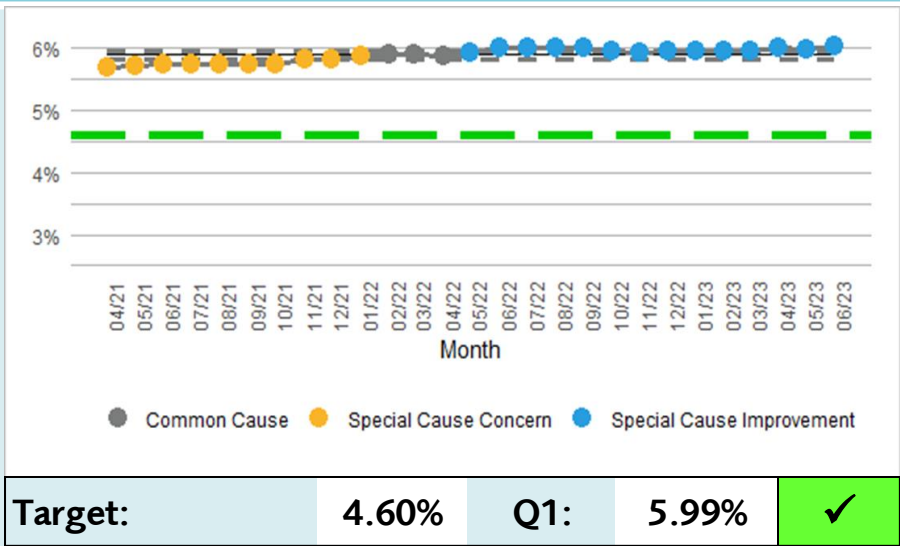 6%
5%
4%
3%
04/21 05/21 06/21 07/21 08/21 09/21 10/21 11/21 12/21 01/22 02/22 03/22 04/22 05/22 06/22 07/22 08/22 09/22 10/22 11/22 12/22 01/23 02/23 03/23 04/23 05/23 06/23
Month
Common Cause Special Cause Concern Special Cause Improvement
Target: 4.60% Q1: 5.99% ✓